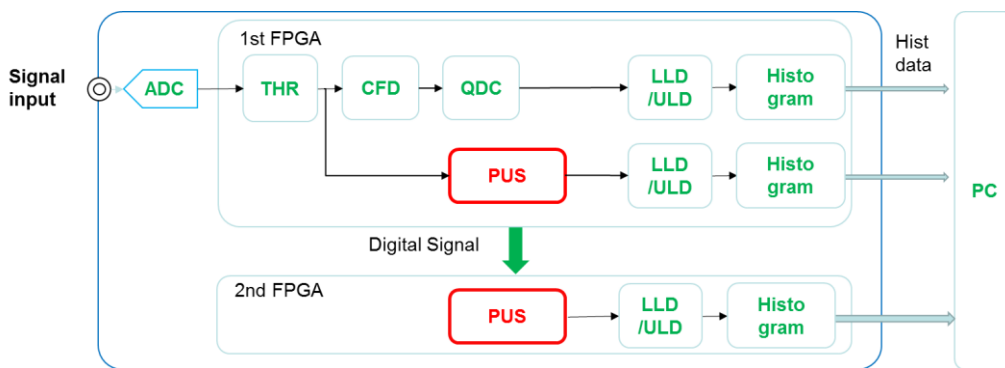 1st FPGA
Hist
data
Signal
input
ADC
THR
CFD
QDC
LLD
/ULD
Histo
gram
PUS
LLD
/ULD
Histo
gram
PC
Digital Signal
2nd FPGA
PUS
LLD
/ULD
Histo
gram